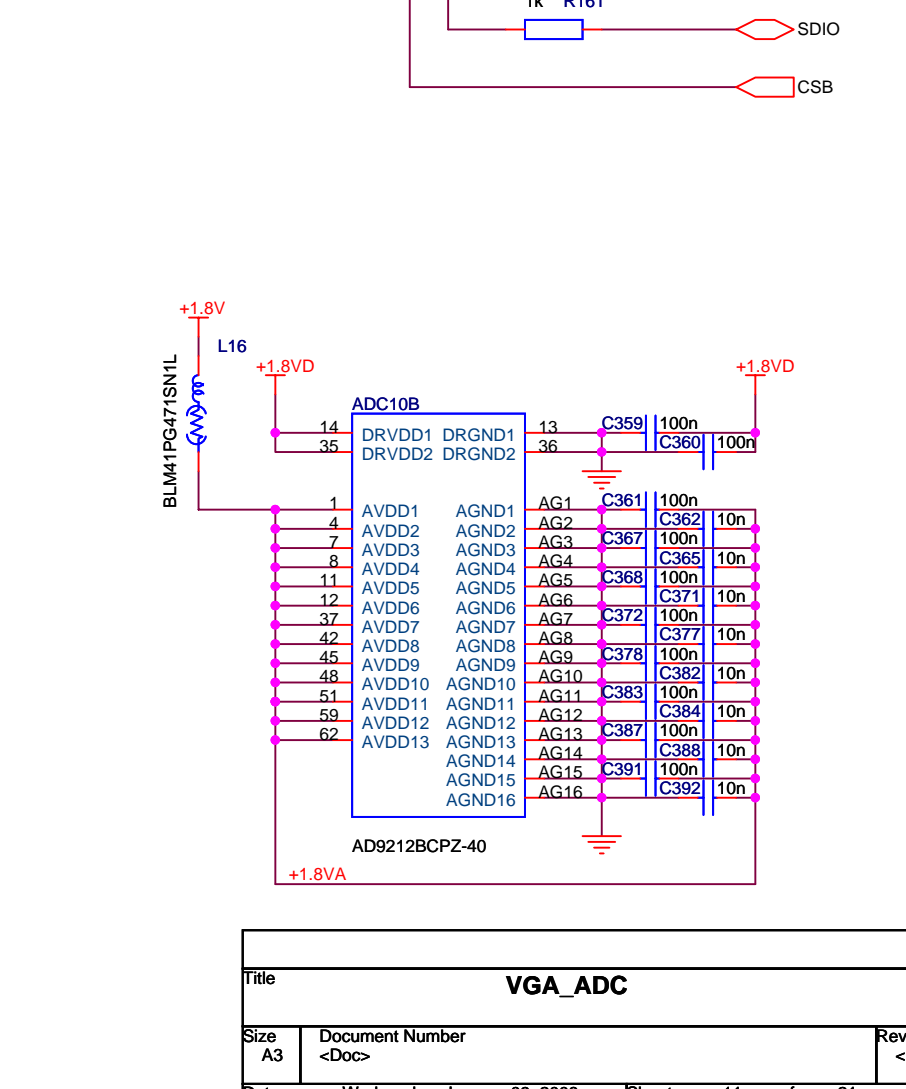 1k R161
SDIO
CSB
+1.8V
L16
BLM41PG471SN1L
+1.8VD
+1.8VD
ADC10B
14 DRVDD1 DRGND1 13 C359 100n
35 DRVDD2 DRGND2 36 C360 100n
1 AVDD1 AGND1 AG1 C361 100n
4 AVDD2 AGND2 AG2 C362 10n
7 AVDD3 AGND3 AG3 C367 100n
8 AVDD4 AGND4 AG4 C365 10n
11 AVDD5 AGND5 AG5 C368 100n
12 AVDD6 AGND6 AG6 C371 10n
37 AVDD7 AGND7 AG7 C372 100n
42 AVDD8 AGND8 AG8 C377 10n
45 AVDD9 AGND9 AG9 C378 100n
48 AVDD10 AGND10 AG10 C382 10n
51 AVDD11 AGND11 AG11 C383 100n
59 AVDD12 AGND12 AG12 C384 10n
62 AVDD13 AGND13 AG13 C387 100n
AGND14 AG14 C388 10n
AGND15 AG15 C391 100n
AGND16 AG16 C392 10n
AD9212BCPZ-40
+1.8VA
Title
VGA_ADC
Size Document Number Rev
A3 <Doc> <